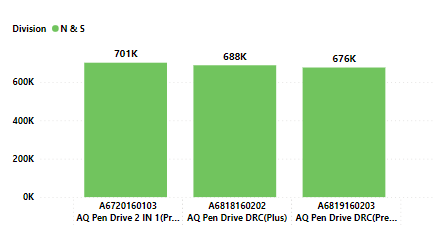 Division N & S
701K
688K
676K
600K
400K
200K
0K
A6720160103 A6818160202 A6819160203
AQ Pen Drive 2 IN 1(Pr... AQ Pen Drive DRC(Plus) AQ Pen Drive DRC(Pre...